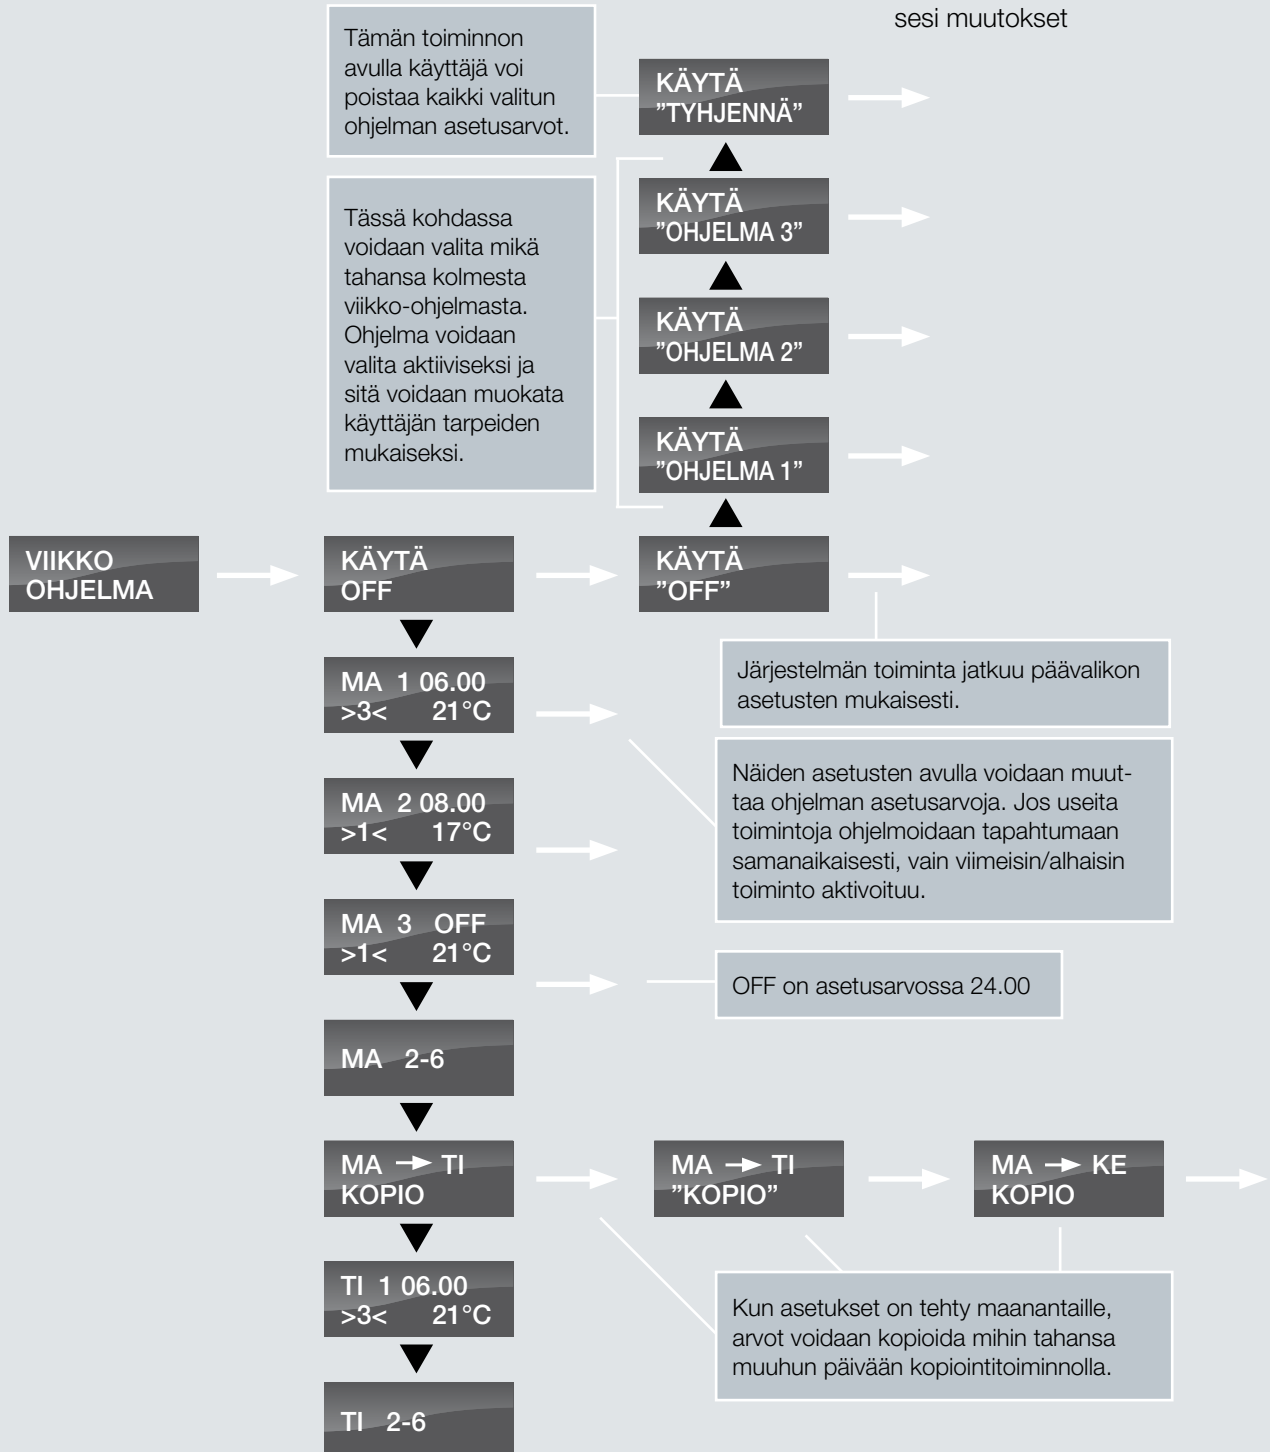 sesi muutokset
Tämän toiminnon
avulla käyttäjä voi
poistaa kaikki valitun
ohjelman asetusarvot.
KÄYTÄ
”TYHJENNÄ”
Tässä kohdassa
voidaan valita mikä
tahansa kolmesta
viikko-ohjelmasta.
Ohjelma voidaan
valita aktiiviseksi ja
sitä voidaan muokata
käyttäjän tarpeiden
mukaiseksi.
KÄYTÄ
”OHJELMA 3”
KÄYTÄ
”OHJELMA 2”
KÄYTÄ
”OHJELMA 1”
VIIKKO
OHJELMA
KÄYTÄ
OFF
KÄYTÄ
”OFF”
Järjestelmän toiminta jatkuu päävalikon
asetusten mukaisesti.
MA 1 06.00
>3< 21°C
Näiden asetusten avulla voidaan muut-
taa ohjelman asetusarvoja. Jos useita
toimintoja ohjelmoidaan tapahtumaan
samanaikaisesti, vain viimeisin/alhaisin
toiminto aktivoituu.
MA 2 08.00
>1< 17°C
MA 3 OFF
>1< 21°C
OFF on asetusarvossa 24.00
MA 2-6
MA → TI
KOPIO
MA → TI
”KOPIO”
MA → KE
KOPIO
TI 1 06.00
>3< 21°C
Kun asetukset on tehty maanantaille,
arvot voidaan kopioida mihin tahansa
muuhun päivään kopiointitoiminnolla.
TI 2-6